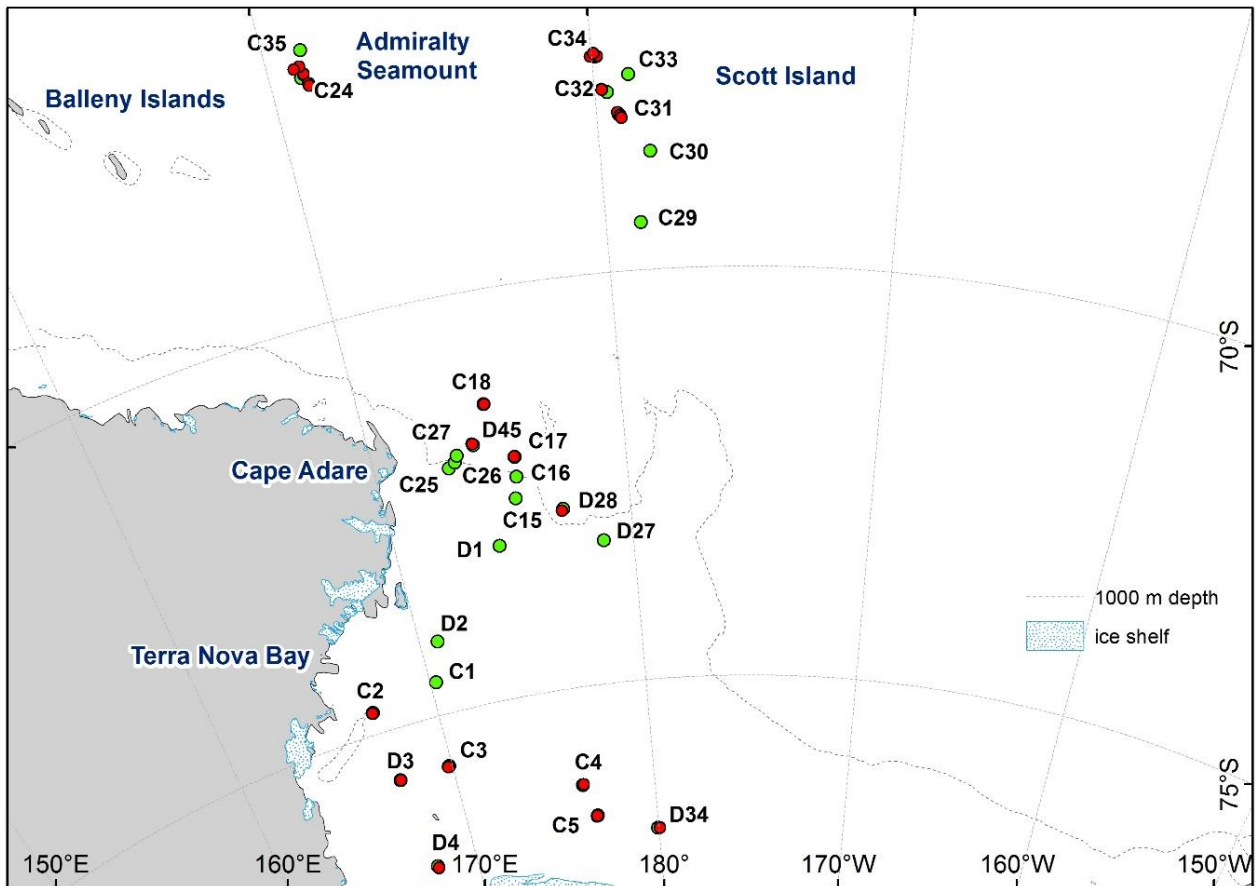 C35
Admiralty
Seamount
C34
C33
Scott Island
C32
Balleny Islands
C24
C31
C30
C29
70°S
C18
C27
D45
C17
Cape Adare
C26
C16
C25
D28
C15
D27
D1
1000 m depth
D2
ice shelf
Terra Nova Bay
C1
C2
C3
D3
C4
75°S
C5
D34
D4
150°E
160°E
170°E
180°
170°W
160°W
150°W